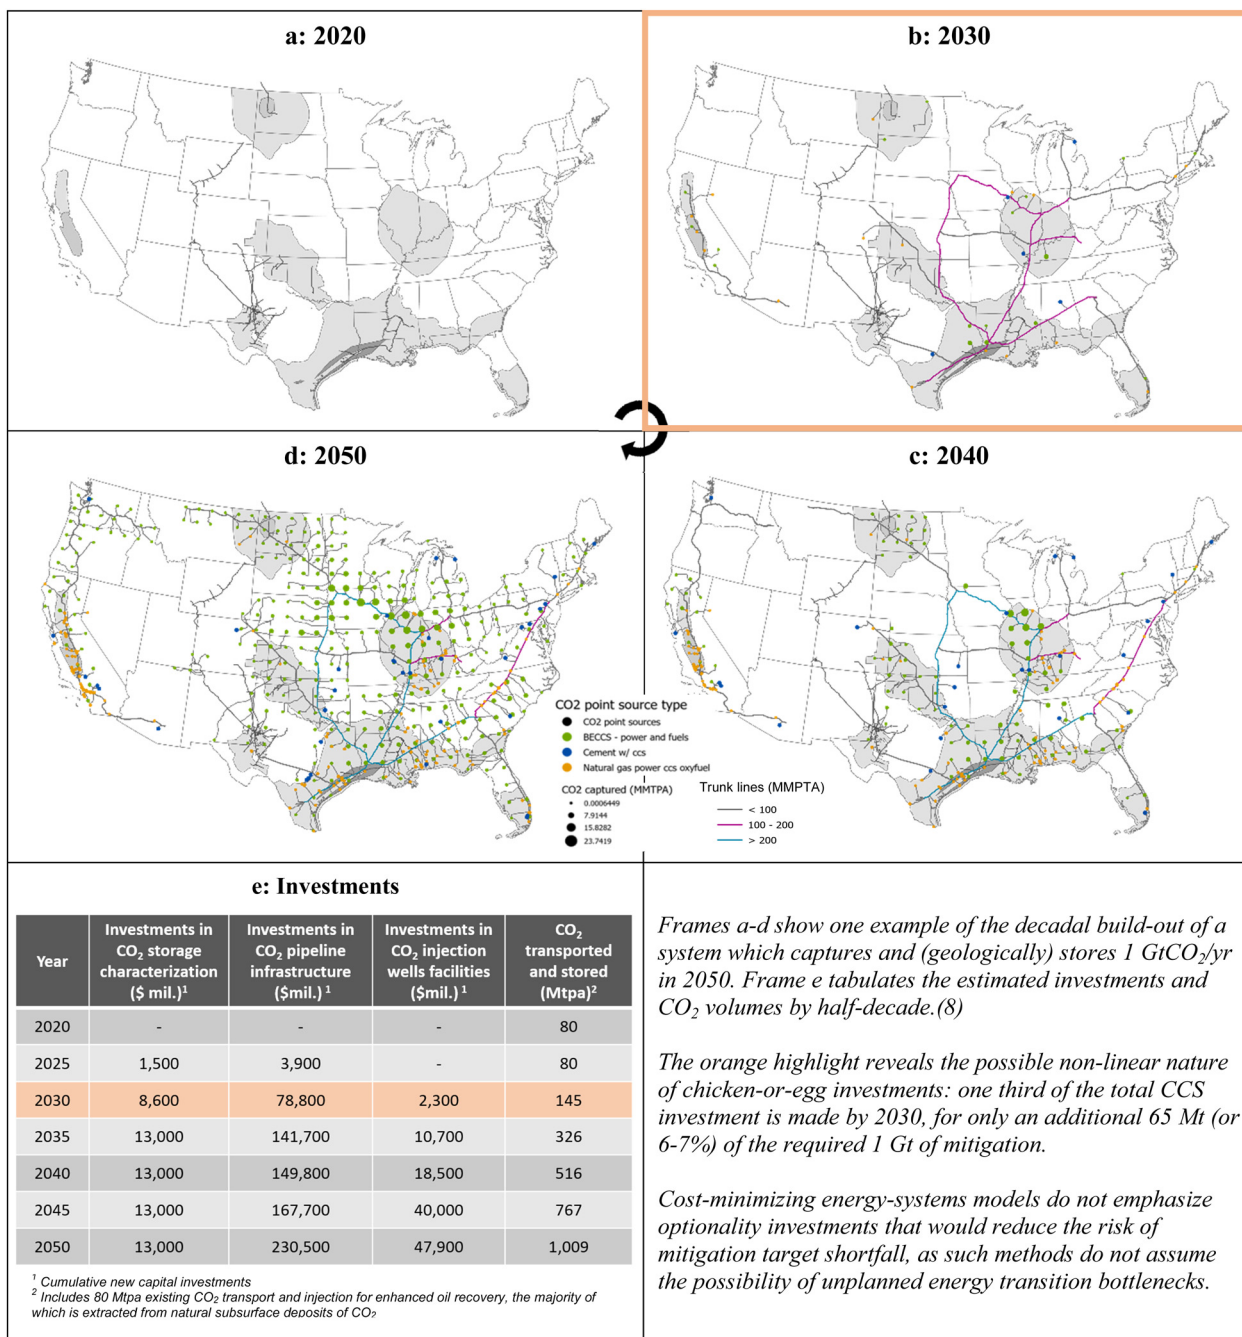 a: 2020
b: 2030
d: 2050
c: 2040
CO2 point source type
CO2 point sources
BECCS - power and fuels
Cement w/ ccs
Natural gas power ccs oxyfuel
CO2 captured (MMTPA)
0.0006449
7.9144
15.8282
23.7419
Trunk lines (MMPTA)
< 100
100 - 200
> 200
e: Investments
Year
Investments in
CO₂ storage
characterization
($ mil.)¹
Investments in
CO₂ pipeline
infrastructure
($mil.) ¹
Investments in
CO₂ injection
wells facilities
($mil.) ¹
CO₂
transported
and stored
(Mtpa)²
2020 - - - 80
2025 1,500 3,900 - 80
2030 8,600 78,800 2,300 145
2035 13,000 141,700 10,700 326
2040 13,000 149,800 18,500 516
2045 13,000 167,700 40,000 767
2050 13,000 230,500 47,900 1,009
¹ Cumulative new capital investments
² Includes 80 Mtpa existing CO₂ transport and injection for enhanced oil recovery, the majority of
which is extracted from natural subsurface deposits of CO₂
Frames a-d show one example of the decadal build-out of a
system which captures and (geologically) stores 1 GtCO₂/yr
in 2050. Frame e tabulates the estimated investments and
CO₂ volumes by half-decade.(8)
The orange highlight reveals the possible non-linear nature
of chicken-or-egg investments: one third of the total CCS
investment is made by 2030, for only an additional 65 Mt (or
6-7%) of the required 1 Gt of mitigation.
Cost-minimizing energy-systems models do not emphasize
optionality investments that would reduce the risk of
mitigation target shortfall, as such methods do not assume
the possibility of unplanned energy transition bottlenecks.